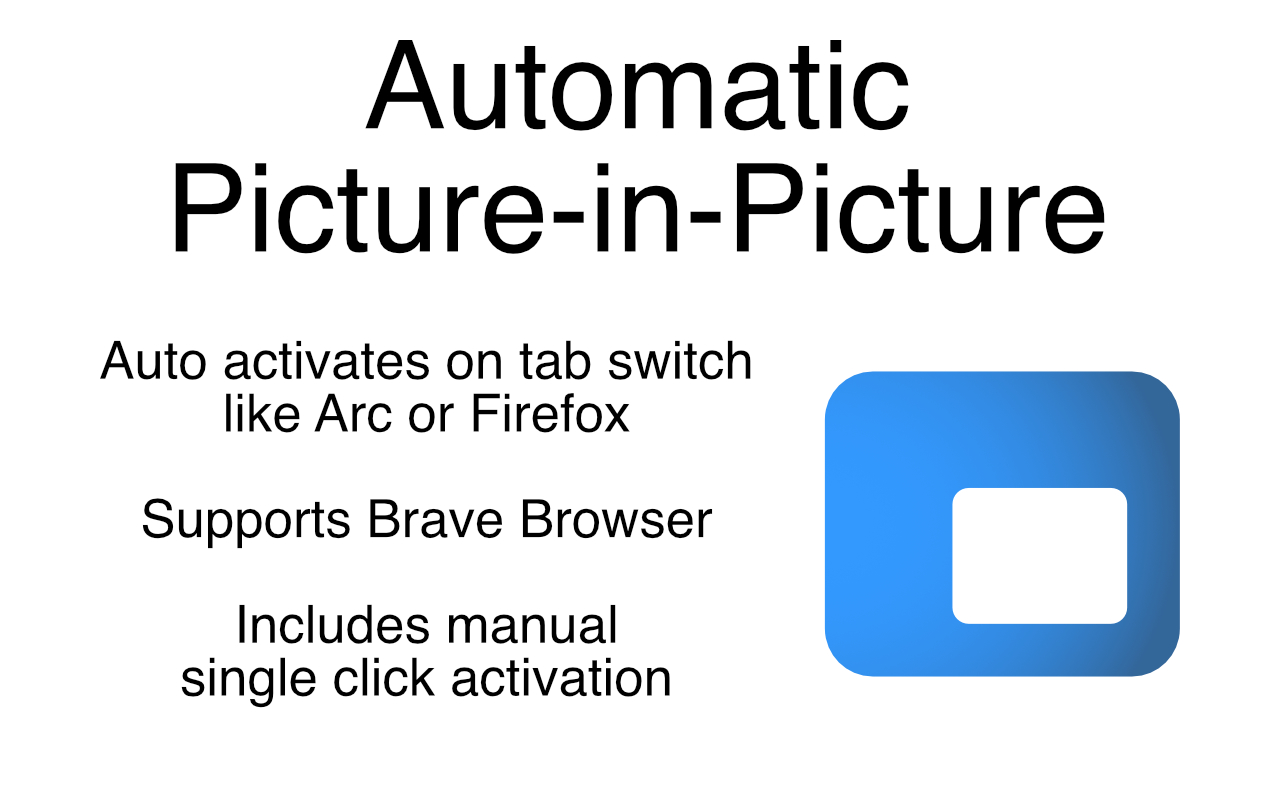 Automatic
Picture-in-Picture
Auto activates on tab switch
like Arc or Firefox
Supports Brave Browser
Includes manual
single click activation